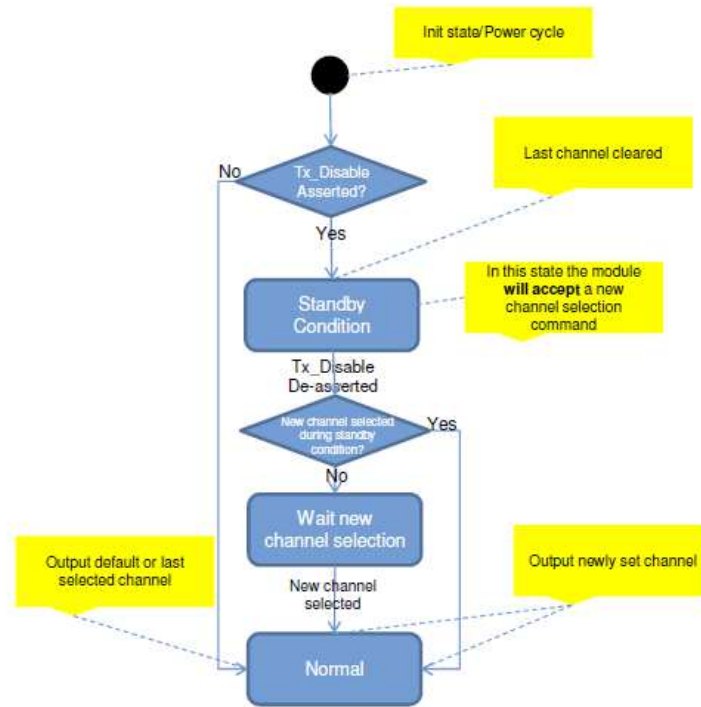 Init state/Power cycle
Tx_Disable
Asserted?
No
Last channel cleared
Yes
Standby
Condition
In this state the module
will accept a new
channel selection
command
Tx_Disable
De-asserted
New channel selected
during standby
condition?
Yes
No
Wait new
channel selection
Output default or last
selected channel
Output newly set channel
New channel
selected
Normal